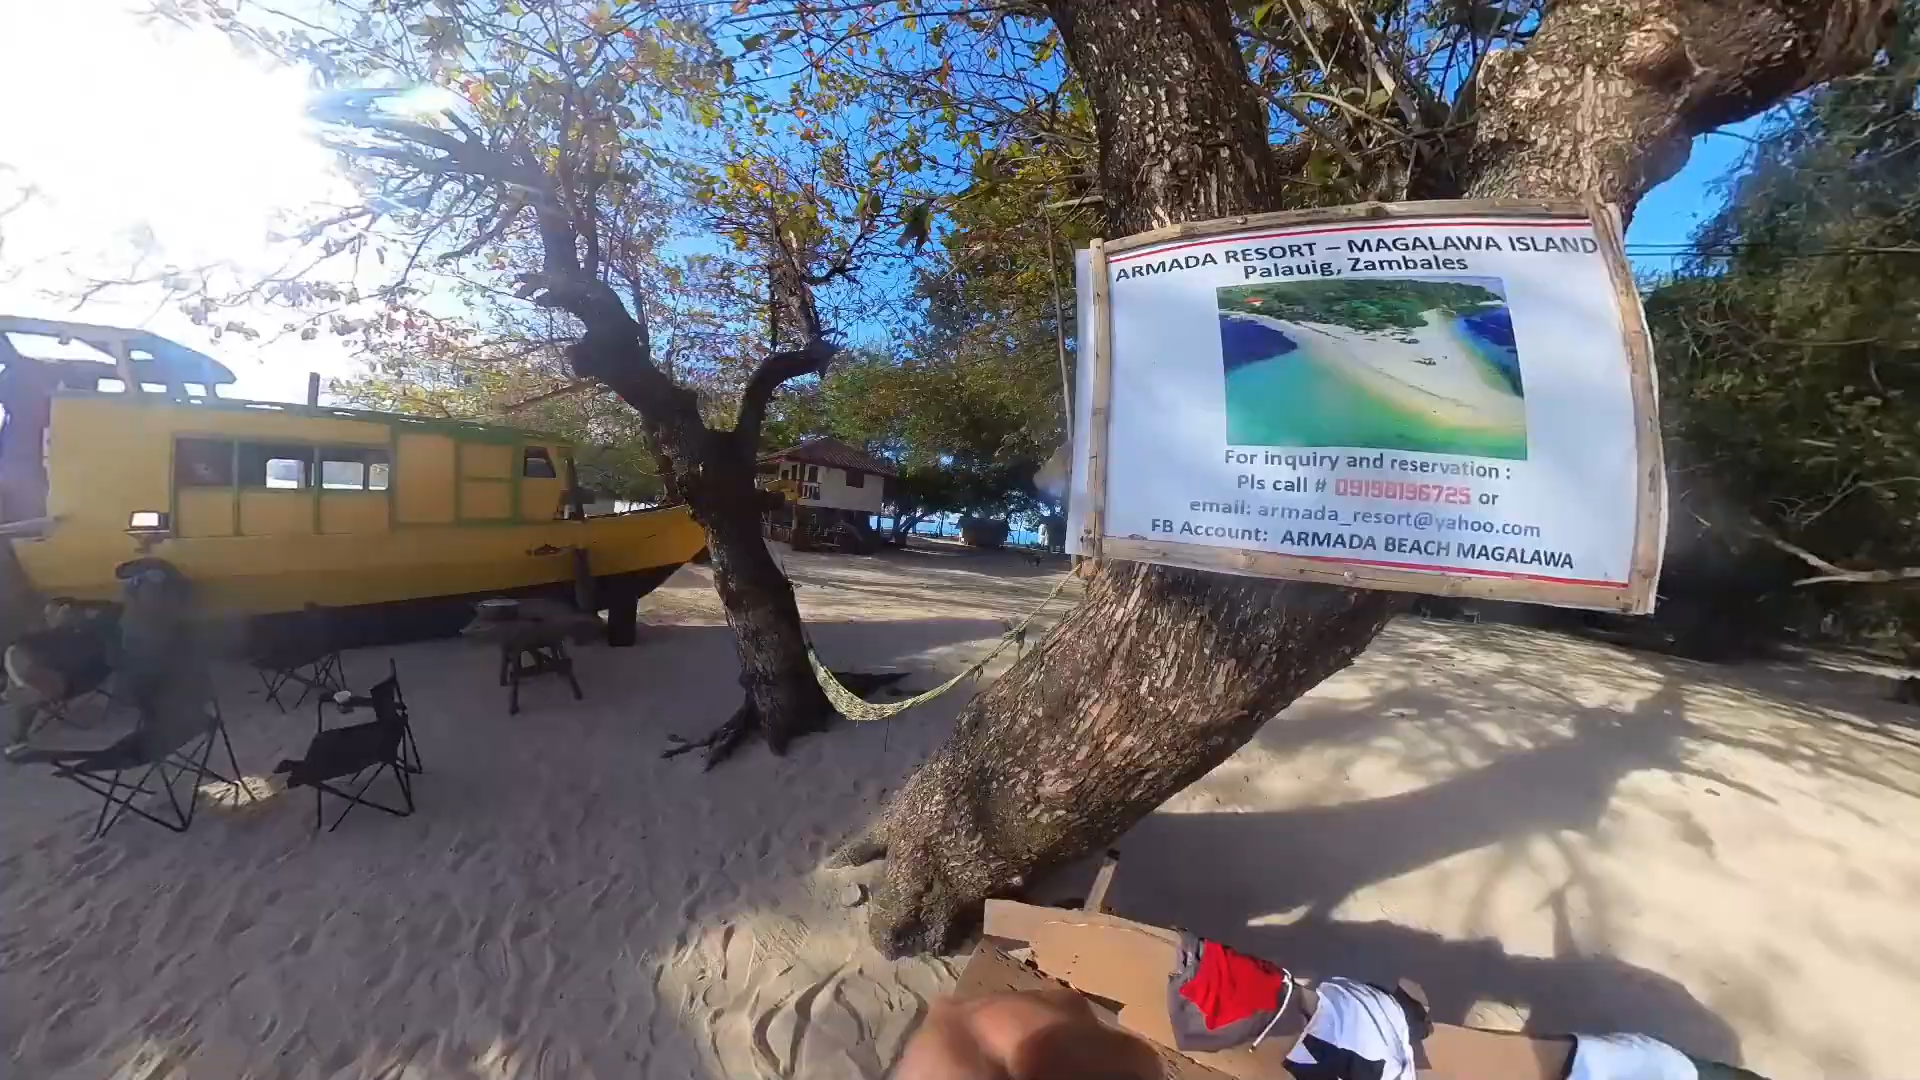 ARMADA RESORT – MAGALAWA ISLAND
Palauig, Zambales
For inquiry and reservation :
Pls call # 09198196725 or
email: armada_resort@yahoo.com
FB Account: ARMADA BEACH MAGALAWA